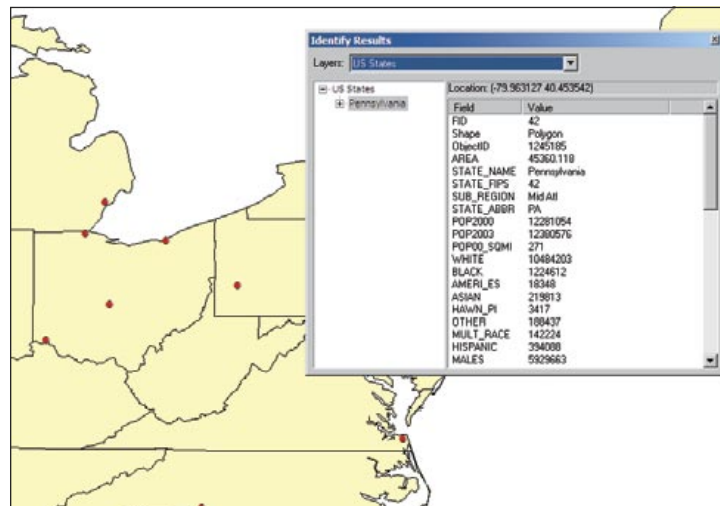 Identify Results
Layers: US States
US States
Pennsylvania
Location: (-79.963127 40.453542)
Field Value
FID 42
Shape Polygon
ObjectID 1245185
AREA 45360.118
STATE_NAME Pennsylvania
STATE_FIPS 42
SUB_REGION Mid Atl
STATE_ABBR PA
POP2000 12281054
POP2003 12380576
POP00_SQMI 271
WHITE 10484203
BLACK 1224612
AMERI_ES 18348
ASIAN 219813
HAWN_PI 3417
OTHER 188437
MULT_RACE 142224
HISPANIC 394088
MALES 5929663